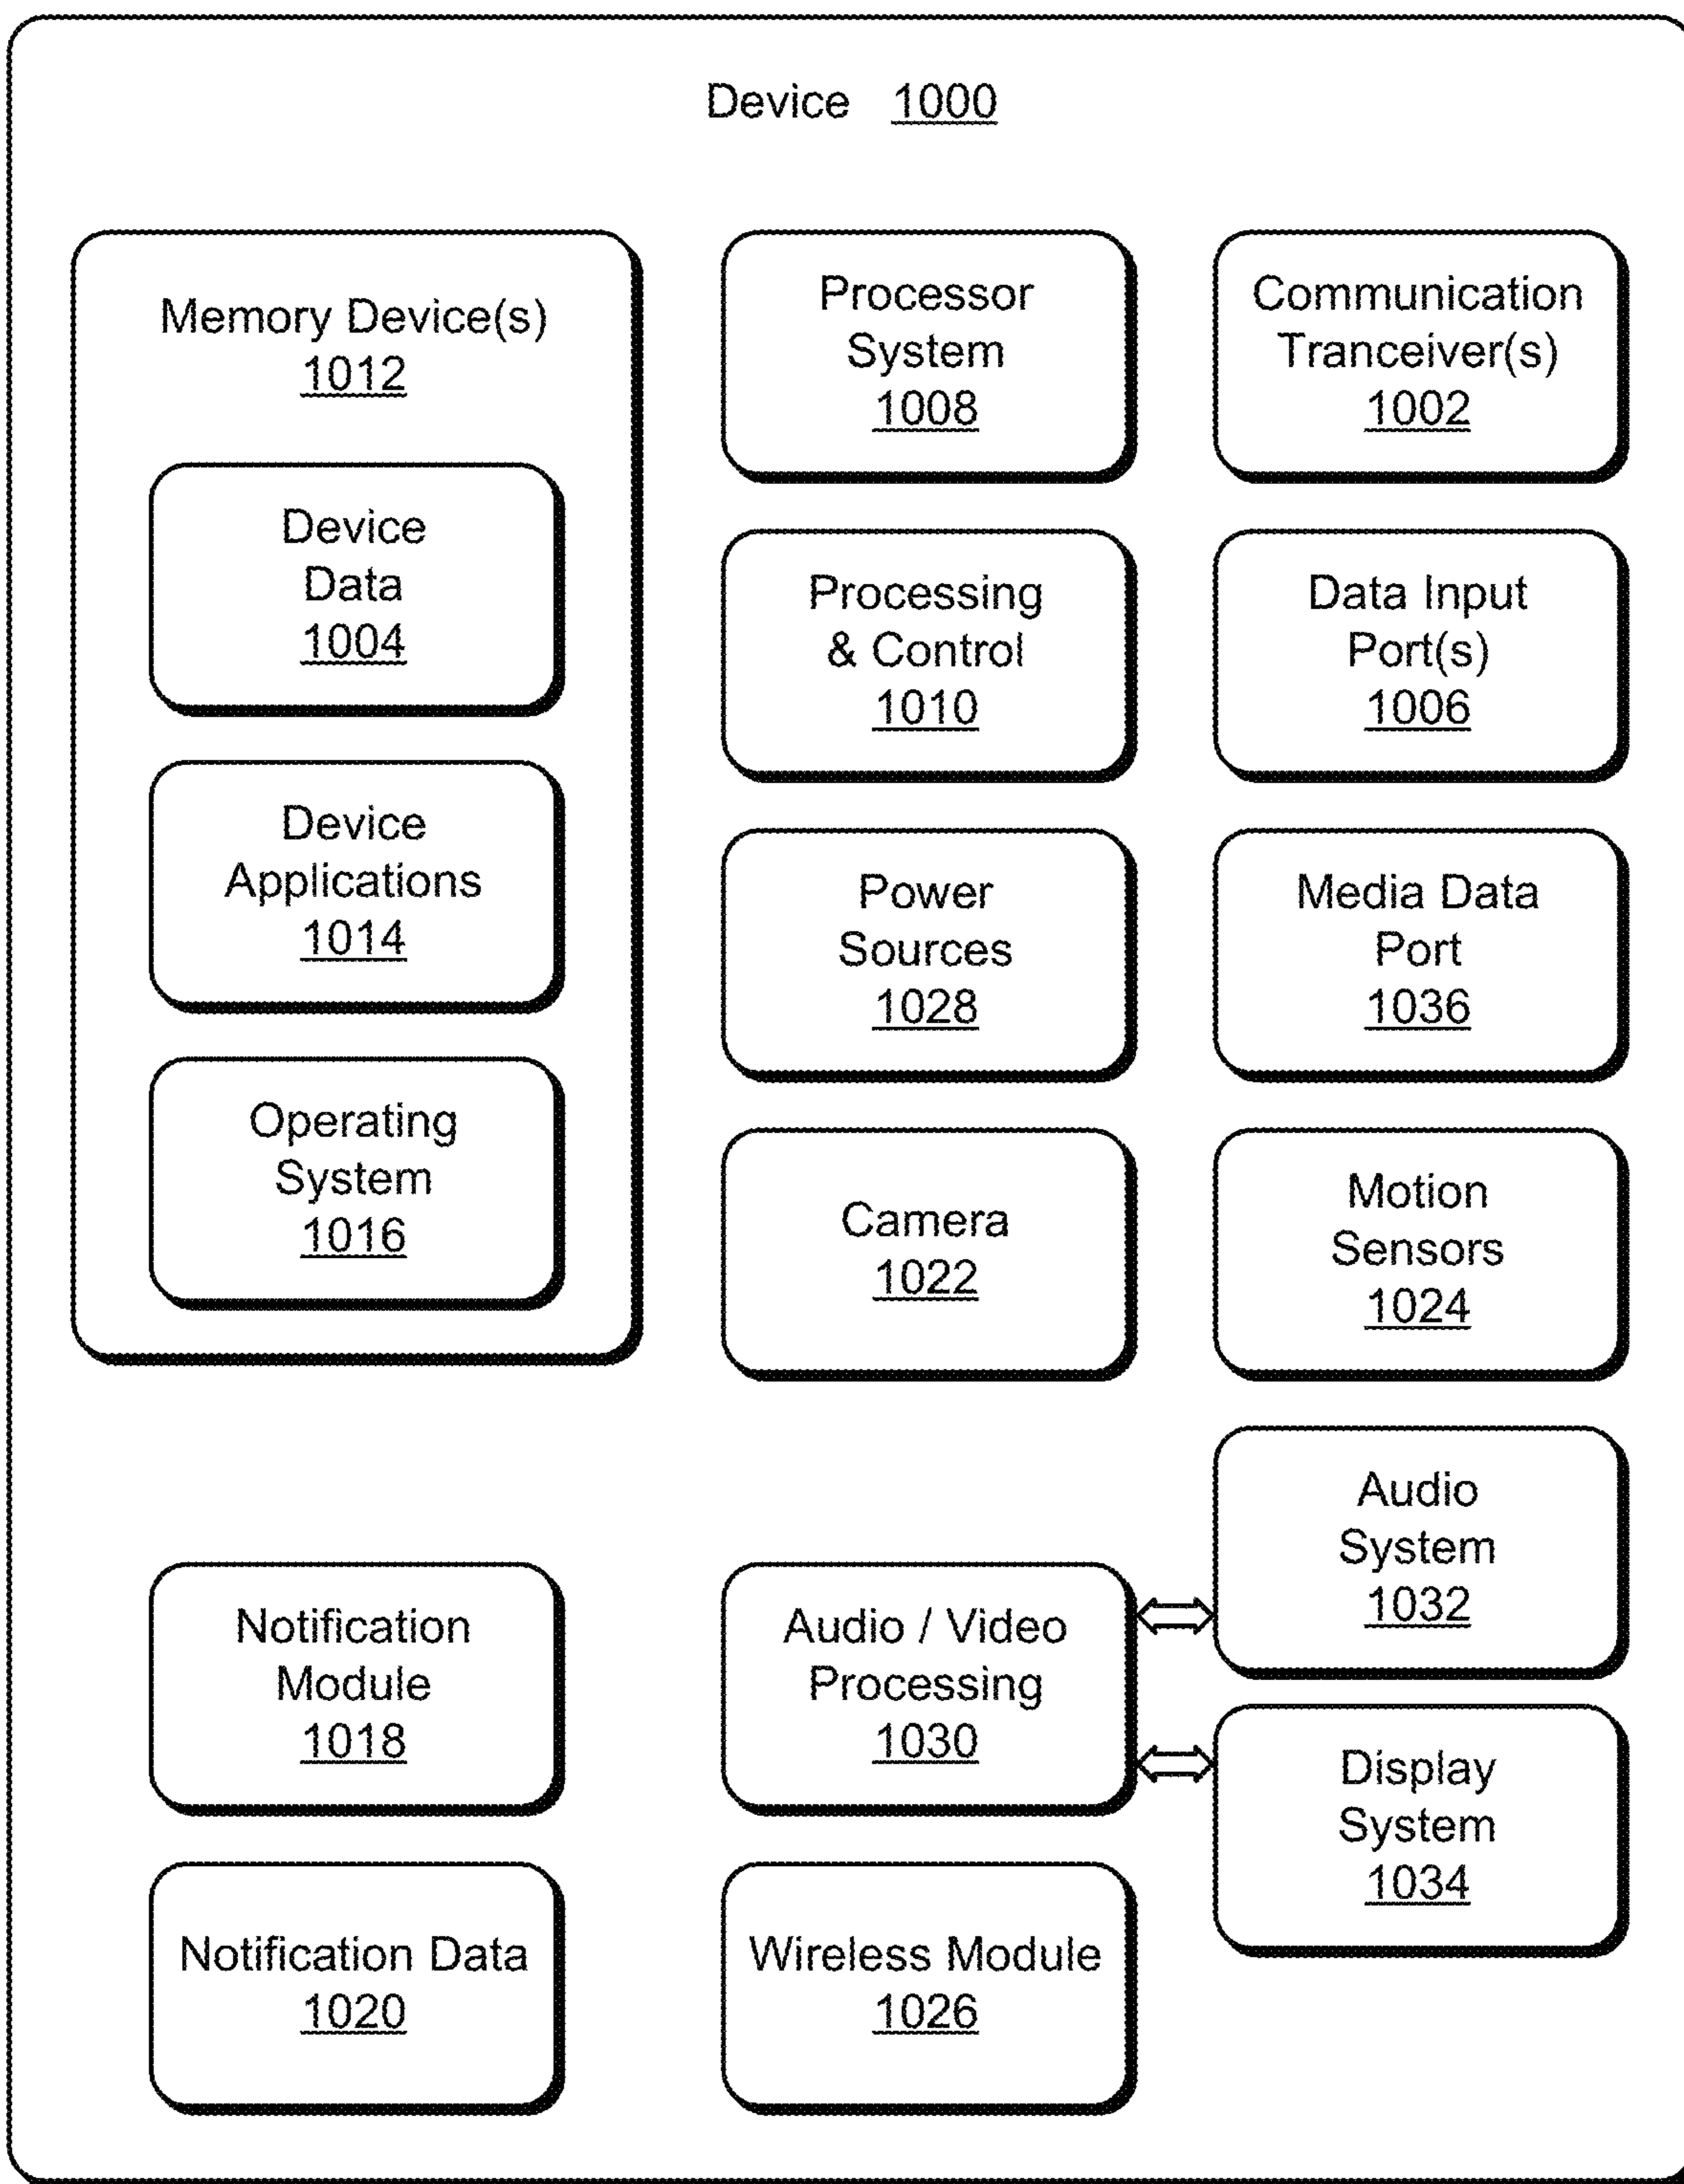 Device 1000
Memory Device(s)
1012
Device
Data
1004
Device
Applications
1014
Operating
System
1016
Processor
System
1008
Communication
Tranceiver(s)
1002
Processing
& Control
1010
Data Input
Port(s)
1006
Power
Sources
1028
Media Data
Port
1036
Camera
1022
Motion
Sensors
1024
Audio
System
1032
Notification
Module
1018
Audio / Video
Processing
1030
Display
System
1034
Notification Data
1020
Wireless Module
1026